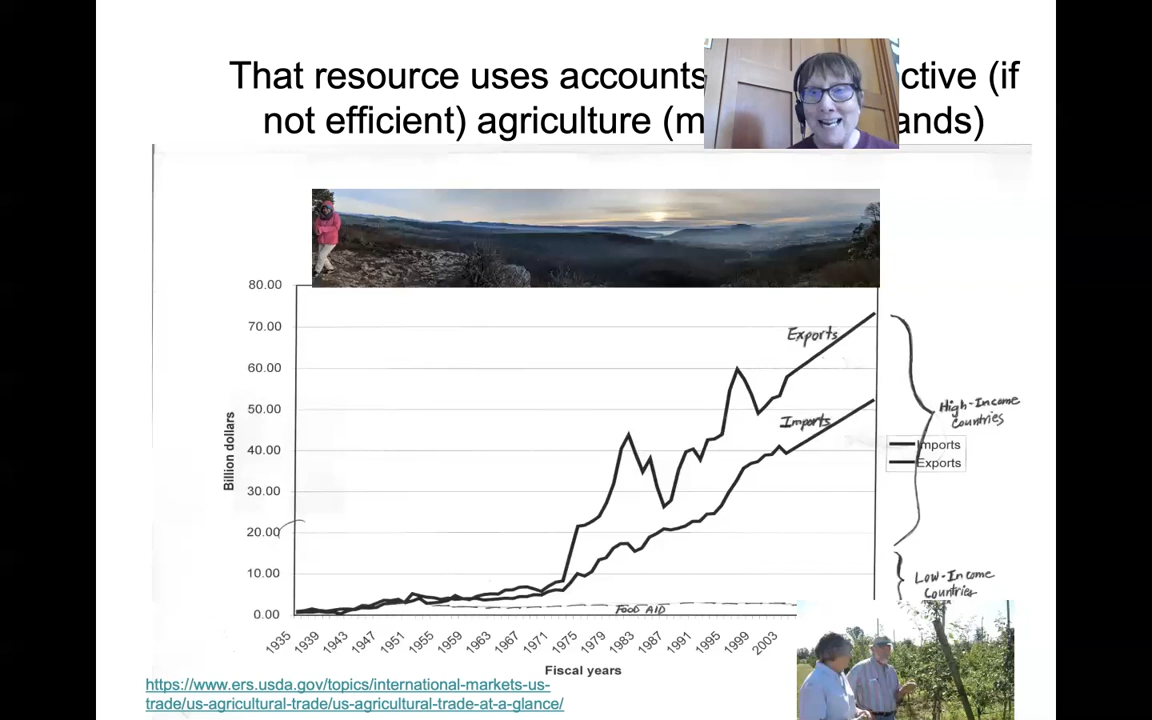 That resource uses accounts ctive (if
not efficient) agriculture (m ands)
80.00
70.00
60.00
50.00
40.00
30.00
20.00
10.00
0.00
Billion dollars
Exports
Imports
FOOD AID
High-Income
Countries
Imports
Exports
Low-Income
Countries
1935 1939 1943 1947 1951 1955 1959 1963 1967 1971 1975 1979 1983 1987 1991 1995 1999 2003
Fiscal years
https://www.ers.usda.gov/topics/international-markets-us-
trade/us-agricultural-trade/us-agricultural-trade-at-a-glance/